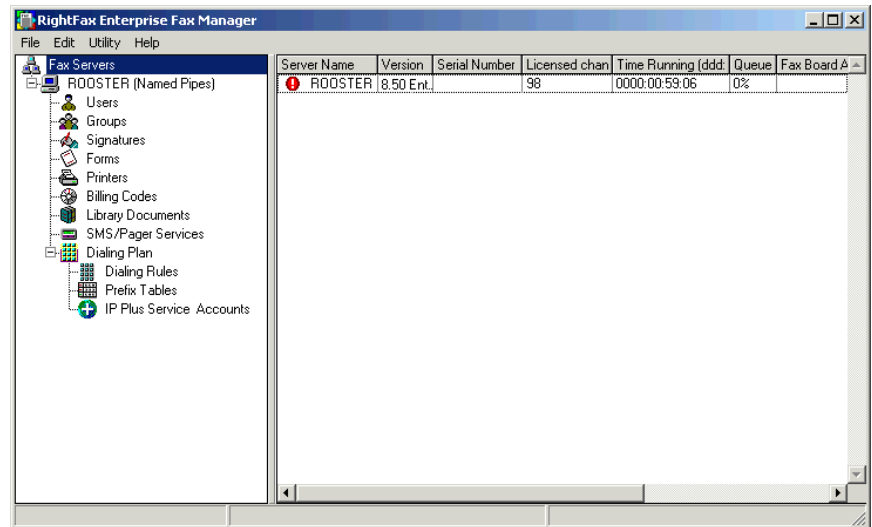 RightFax Enterprise Fax Manager
File Edit Utility Help
Fax Servers
ROOSTER (Named Pipes)
Users
Groups
Signatures
Forms
Printers
Billing Codes
Library Documents
SMS/Pager Services
Dialing Plan
Dialing Rules
Prefix Tables
IP Plus Service Accounts
Server Name Version Serial Number Licensed chan Time Running (ddd: Queue Fax Board A
ROOSTER 8.50 Ent. 98 0000:00:59:06 0%